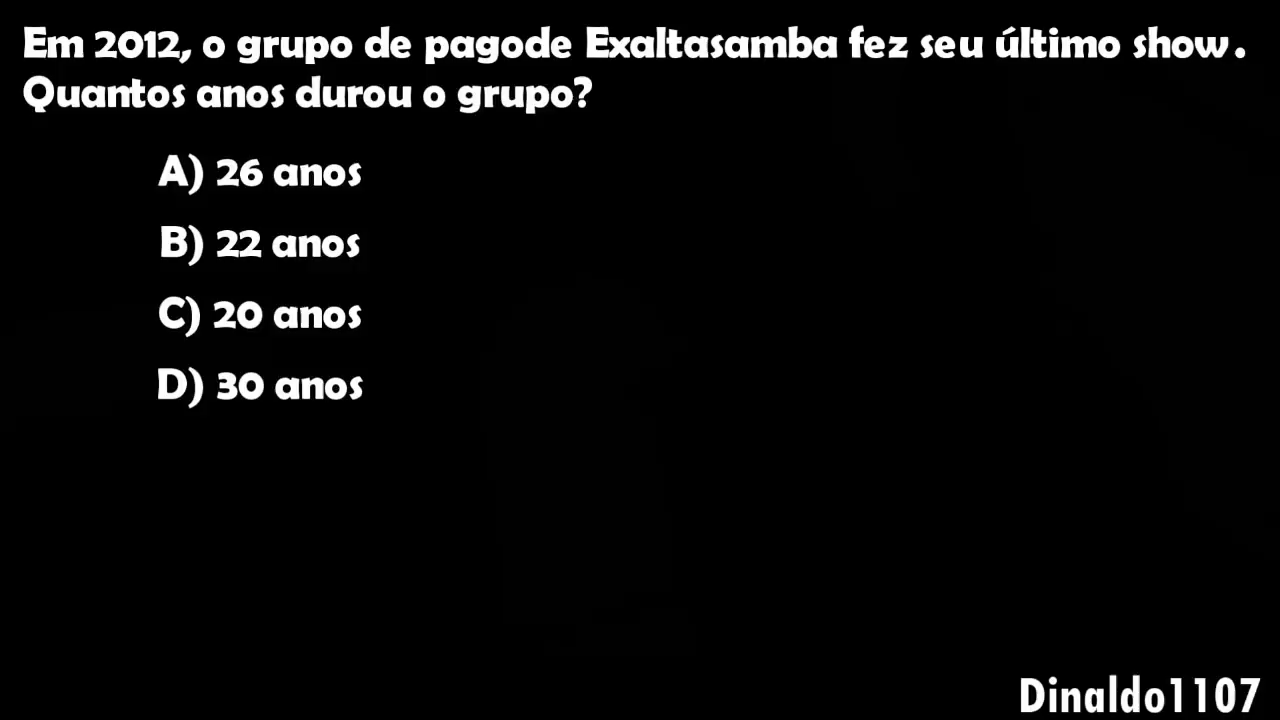 Em 2012, o grupo de pagode Exaltasamba fez seu último show.
Quantos anos durou o grupo?
A) 26 anos
B) 22 anos
C) 20 anos
D) 30 anos
Dinaldo1107